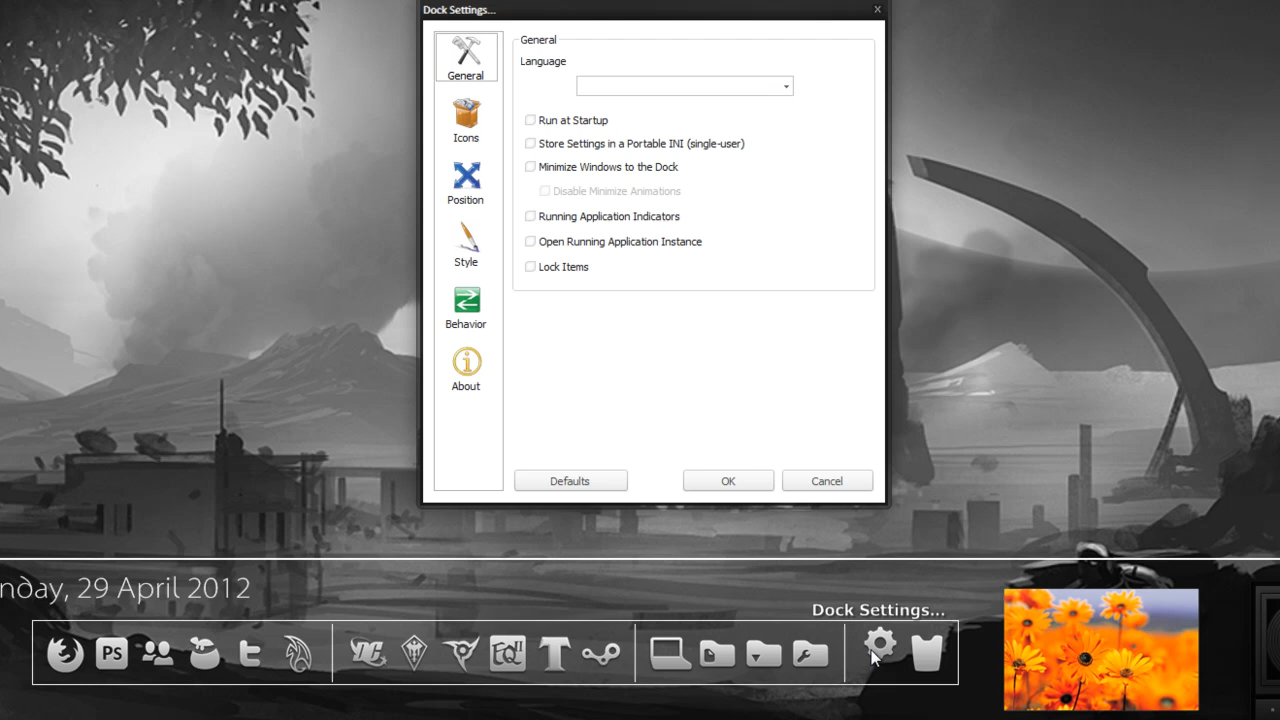 Dock Settings...
General
Language
General
Run at Startup
Store Settings in a Portable INI (single-user)
Icons
Minimize Windows to the Dock
Disable Minimize Animations
Position
Running Application Indicators
Open Running Application Instance
Style
Lock Items
Behavior
About
Defaults
OK
Cancel
nday, 29 April 2012
Dock Settings...
PS
DC
EQII
T